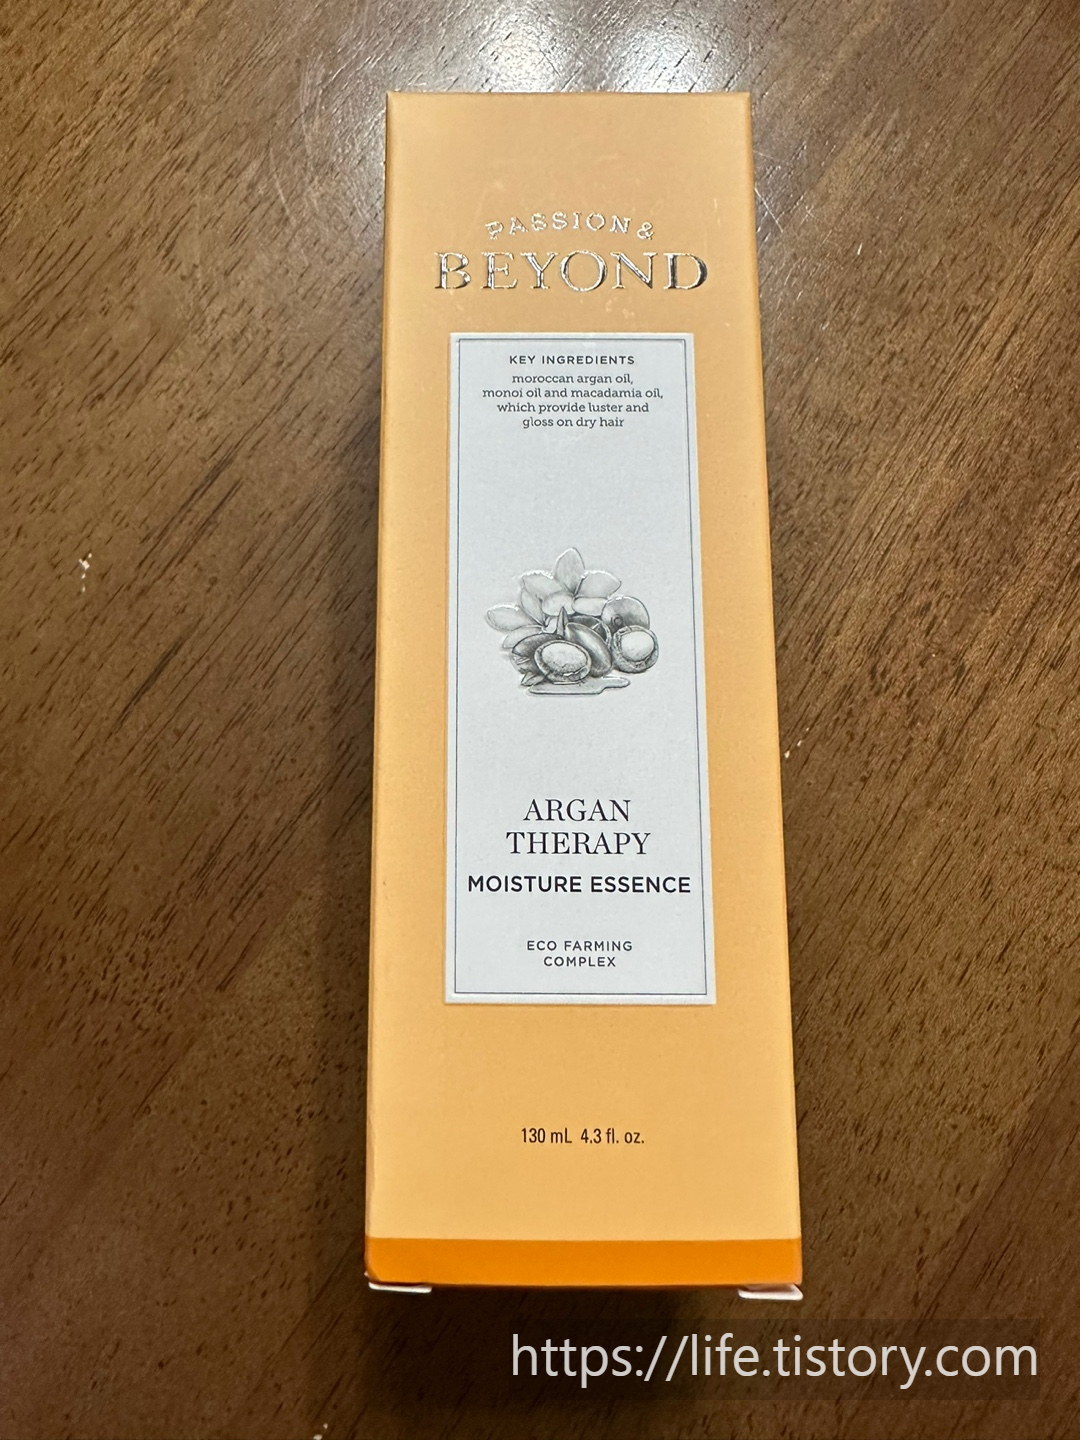 PASSION &
BEYOND
KEY INGREDIENTS
moroccan argan oil,
monoi oil and macadamia oil,
which provide luster and
gloss on dry hair
ARGAN
THERAPY
MOISTURE ESSENCE
ECO FARMING
COMPLEX
130 mL 4.3 fl. oz.
https://life.tistory.com